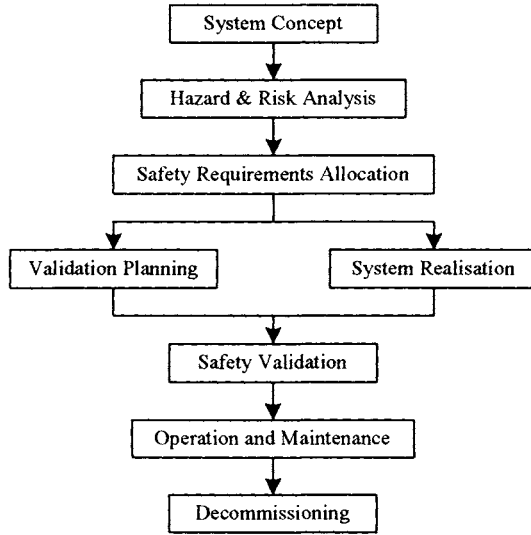 System Concept
Hazard & Risk Analysis
Safety Requirements Allocation
Validation Planning
System Realisation
Safety Validation
Operation and Maintenance
Decommissioning